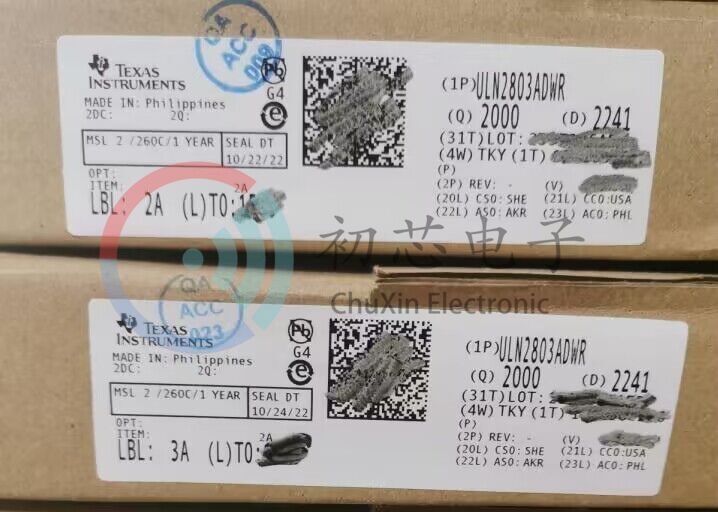 QA
ACC
009
TEXAS
INSTRUMENTS
MADE IN: Philippines
2DC: 2Q:
MSL 2 /260C/1 YEAR
SEAL DT
10/22/22
OPT:
ITEM:
LBL: 2A (L)TO:
2A
Pb
G4
e
(1P)ULN2803ADWR
(Q) 2000 (D) 2241
(31T)LOT:
(4W) TKY (1T)
(P)
(2P) REV: - (V)
(20L) CSO: SHE (21L) CCO:USA
(22L) ASO: AKR (23L) ACO: PHL
初芯电子
ChuXin Electronic
QA
ACC
023
TEXAS
INSTRUMENTS
MADE IN: Philippines
2DC: 2Q:
MSL 2 /260C/1 YEAR
SEAL DT
10/24/22
OPT:
ITEM:
LBL: 3A (L)TO:
2A
Pb
G4
e
(1P)ULN2803ADWR
(Q) 2000 (D) 2241
(31T)LOT:
(4W) TKY (1T)
(P)
(2P) REV: - (V)
(20L) CSO: SHE (21L) CCO:USA
(22L) ASO: AKR (23L) ACO: PHL